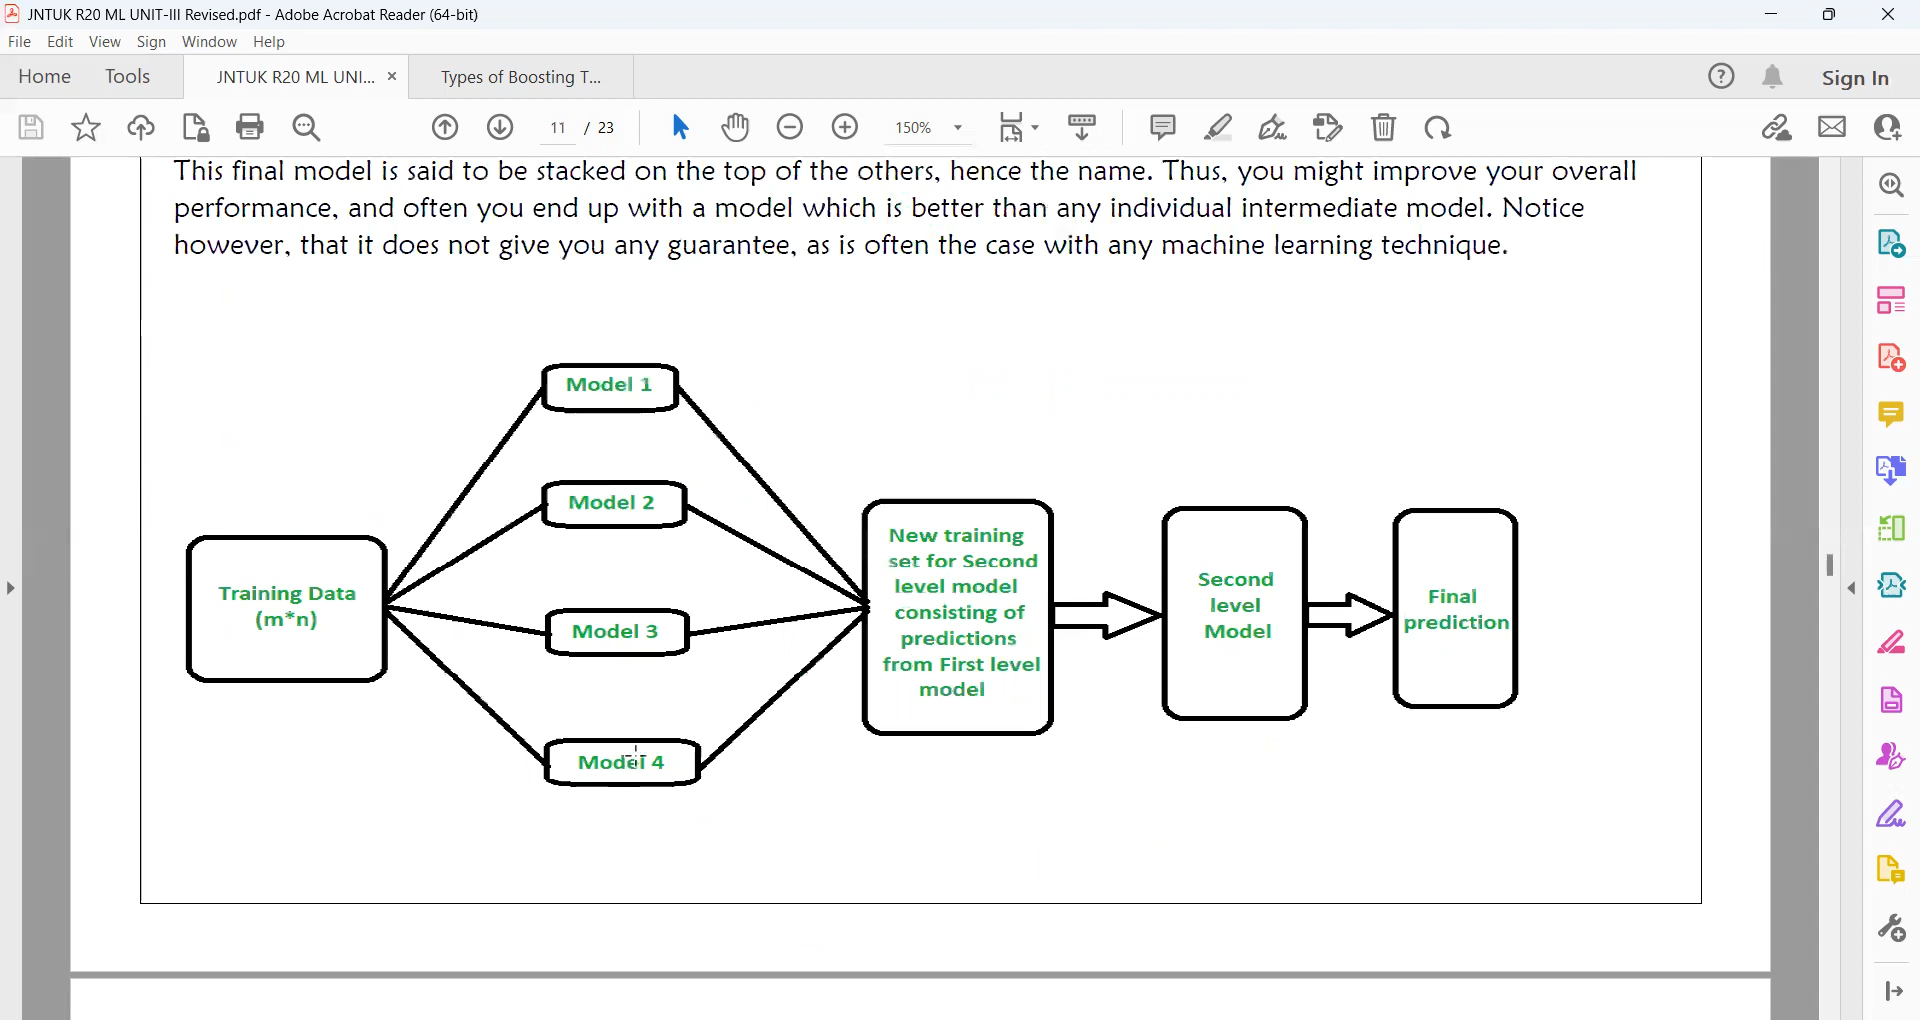 JNTUK R20 ML UNIT-III Revised.pdf - Adobe Acrobat Reader (64-bit)
File Edit View Sign Window Help
Home Tools JNTUK R20 ML UNI... × Types of Boosting T... Sign In
11 / 23 150%
This final model is said to be stacked on the top of the others, hence the name. Thus, you might improve your overall
performance, and often you end up with a model which is better than any individual intermediate model. Notice
however, that it does not give you any guarantee, as is often the case with any machine learning technique.
Model 1
Model 2
Model 3
Model 4
Training Data
(m*n)
New training
set for Second
level model
consisting of
predictions
from First level
model
Second
level
Model
Final
prediction